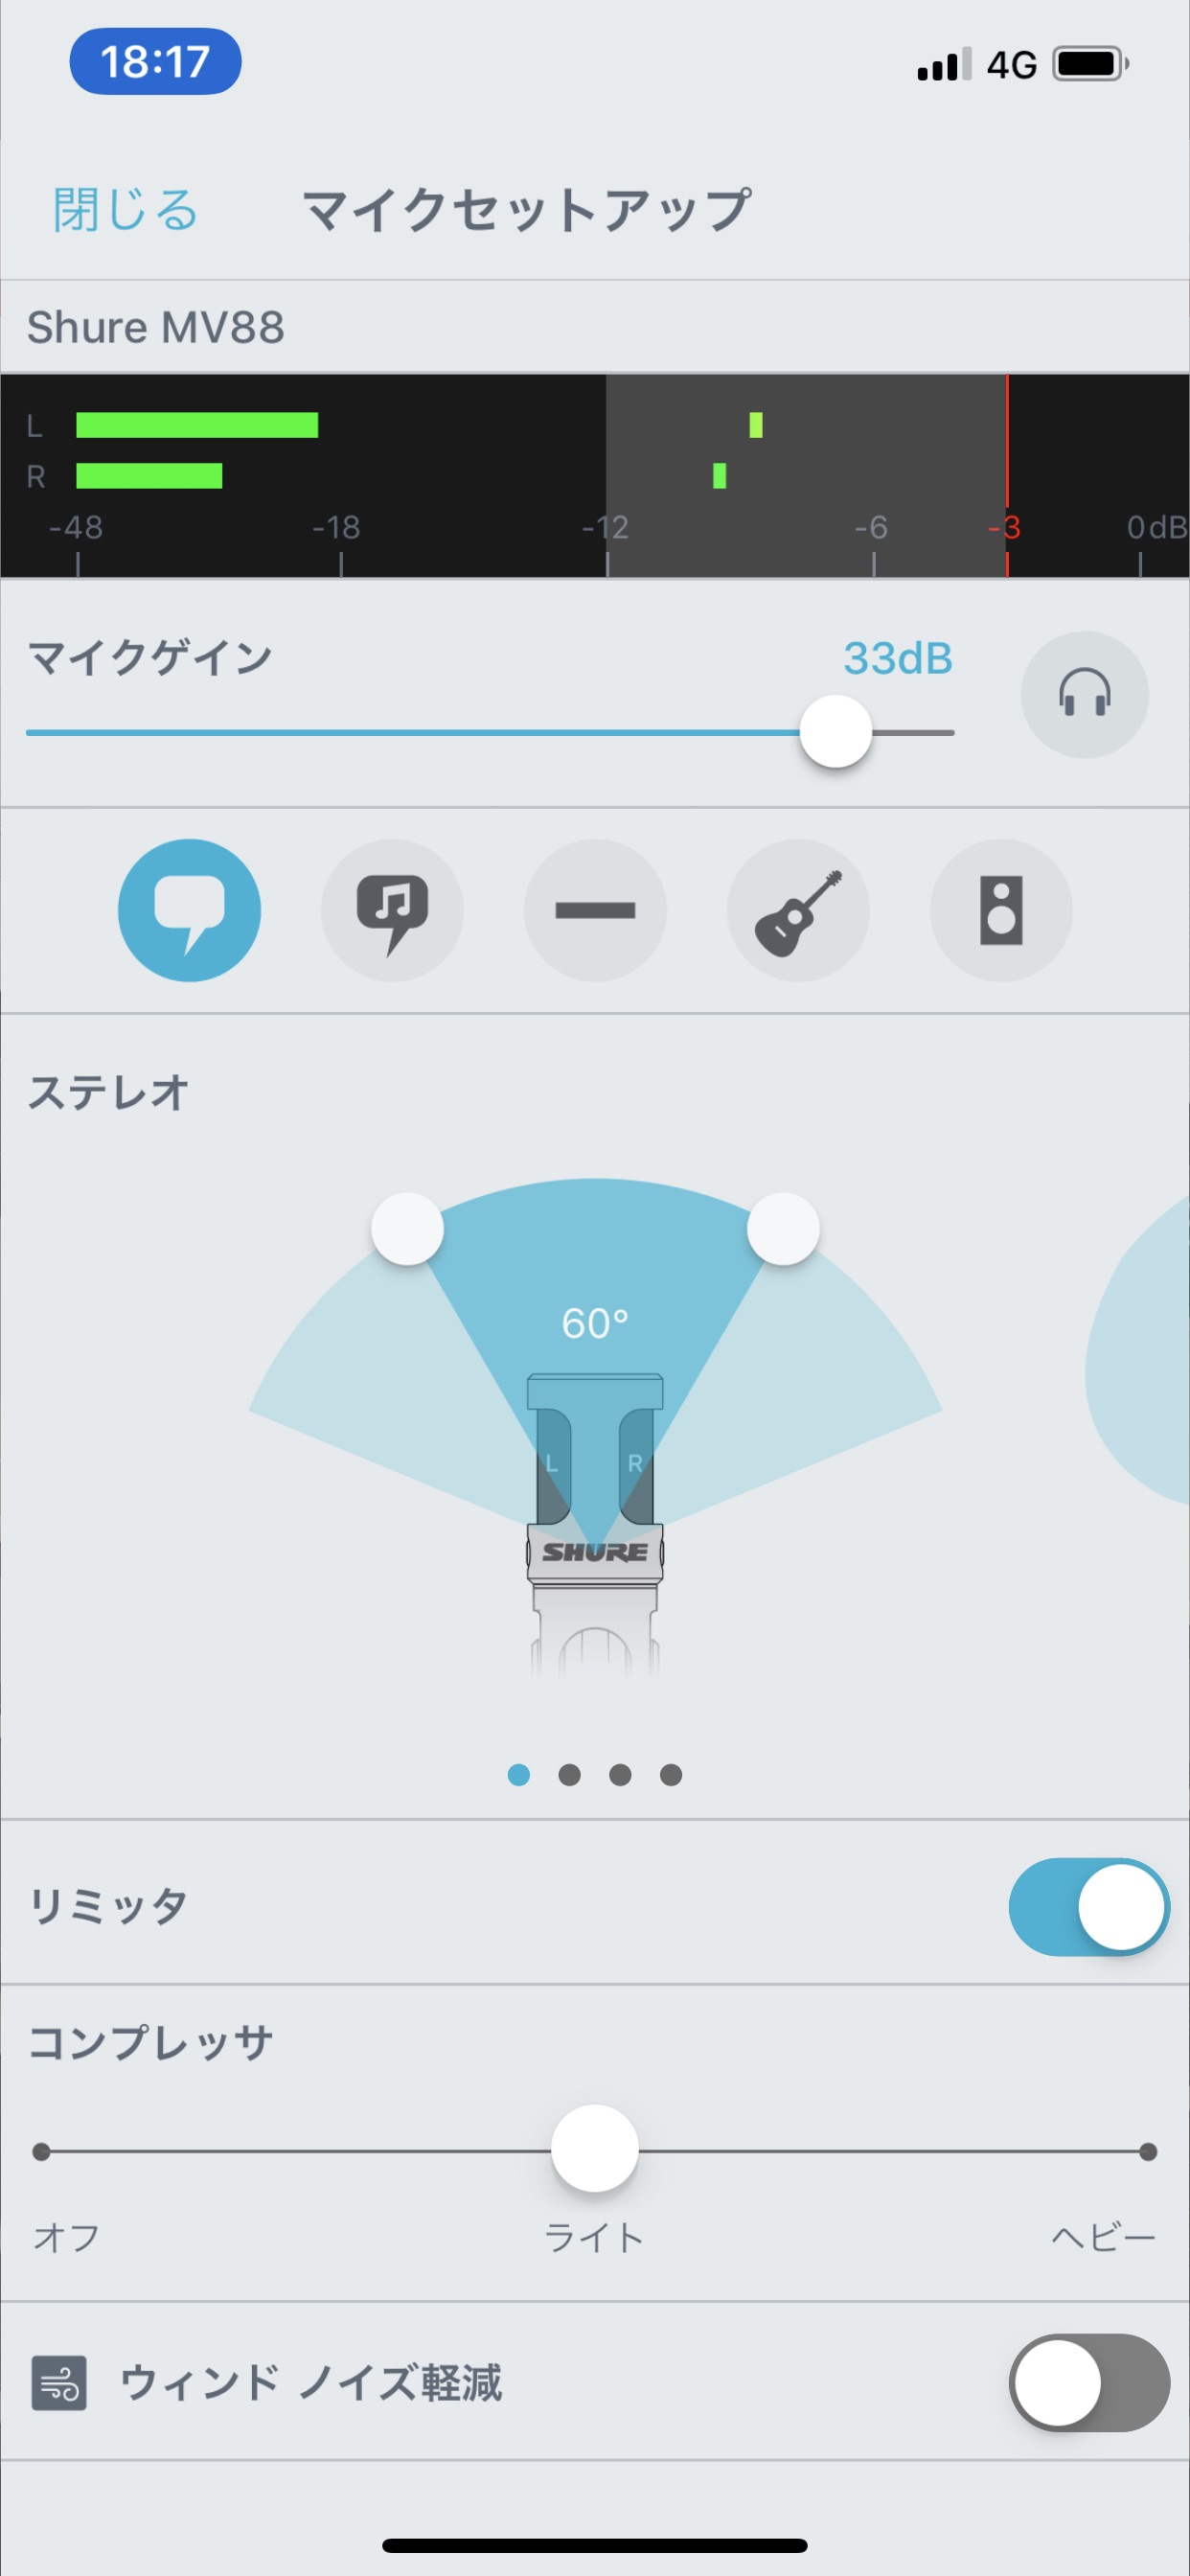 18:17 4G
閉じる マイクセットアップ
Shure MV88
L
R
-48 -18 -12 -6 -3 0dB
マイクゲイン 33dB
ステレオ
60°
L R
SHURE
リミッタ
コンプレッサ
オフ ライト ヘビー
ウィンド ノイズ軽減